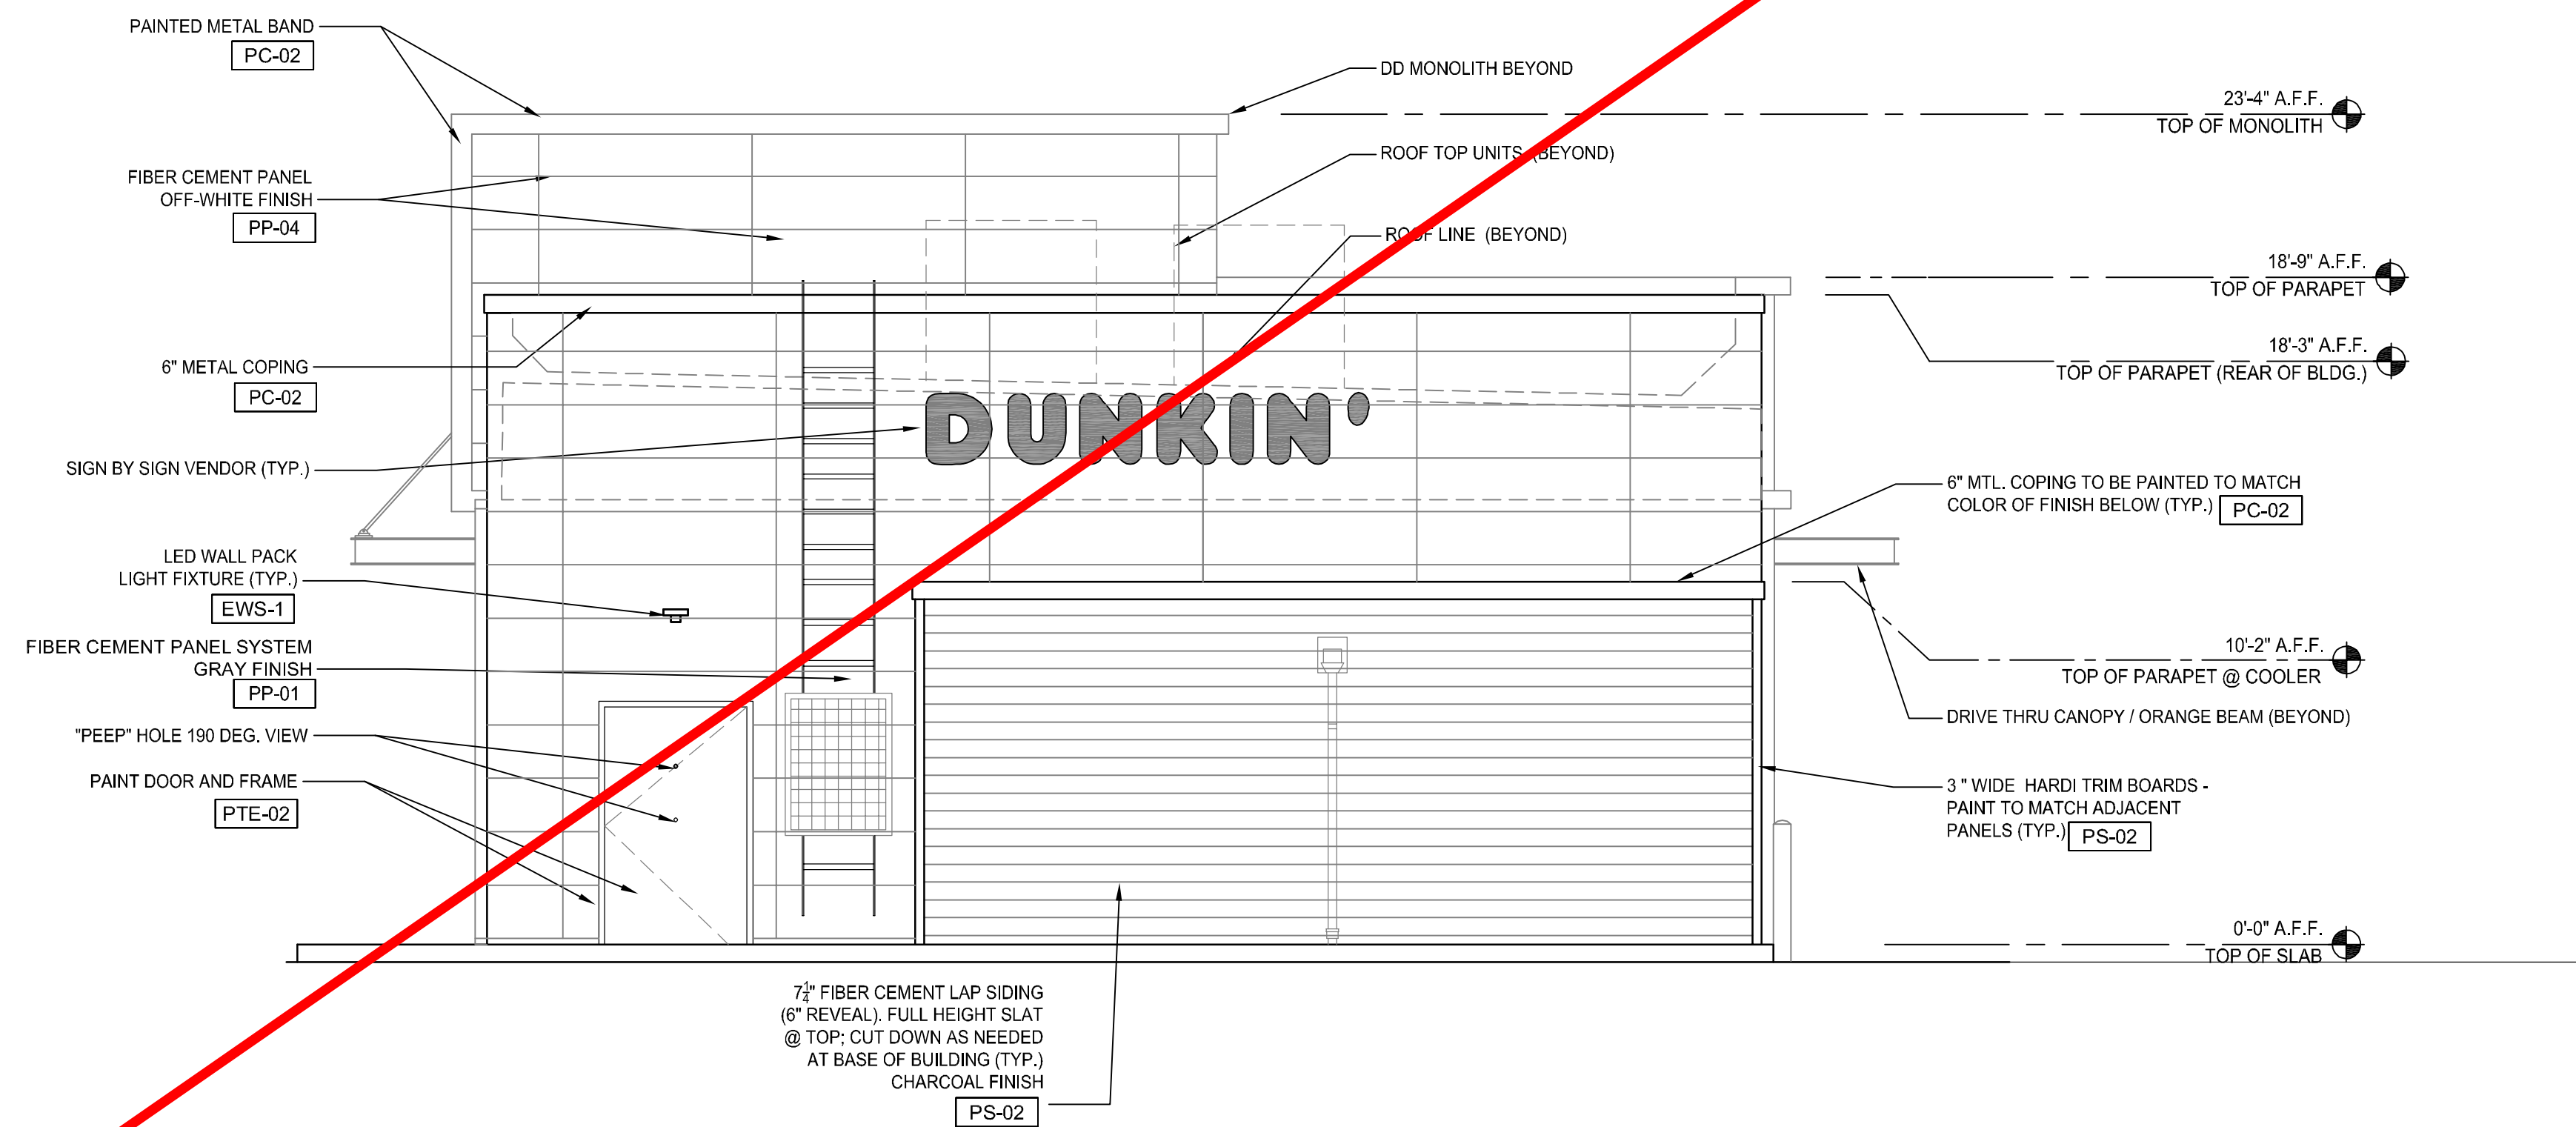 PAINTED METAL BAND
PC-02
FIBER CEMENT PANEL
OFF-WHITE FINISH
PP-04
6" METAL COPING
PC-02
SIGN BY SIGN VENDOR (TYP.)
LED WALL PACK
LIGHT FIXTURE (TYP.)
EWS-1
FIBER CEMENT PANEL SYSTEM
GRAY FINISH
PP-01
"PEEP" HOLE 190 DEG. VIEW
PAINT DOOR AND FRAME
PTE-02
DD MONOLITH BEYOND
ROOF TOP UNITS (BEYOND)
ROOF LINE (BEYOND)
DUNKIN'
7 1/4" FIBER CEMENT LAP SIDING
(6" REVEAL). FULL HEIGHT SLAT
@ TOP; CUT DOWN AS NEEDED
AT BASE OF BUILDING (TYP.)
CHARCOAL FINISH
PS-02
23'-4" A.F.F.
TOP OF MONOLITH
18'-9" A.F.F.
TOP OF PARAPET
18'-3" A.F.F.
TOP OF PARAPET (REAR OF BLDG.)
6" MTL. COPING TO BE PAINTED TO MATCH
COLOR OF FINISH BELOW (TYP.) PC-02
10'-2" A.F.F.
TOP OF PARAPET @ COOLER
DRIVE THRU CANOPY / ORANGE BEAM (BEYOND)
3 " WIDE HARDI TRIM BOARDS -
PAINT TO MATCH ADJACENT
PANELS (TYP.) PS-02
0'-0" A.F.F.
TOP OF SLAB